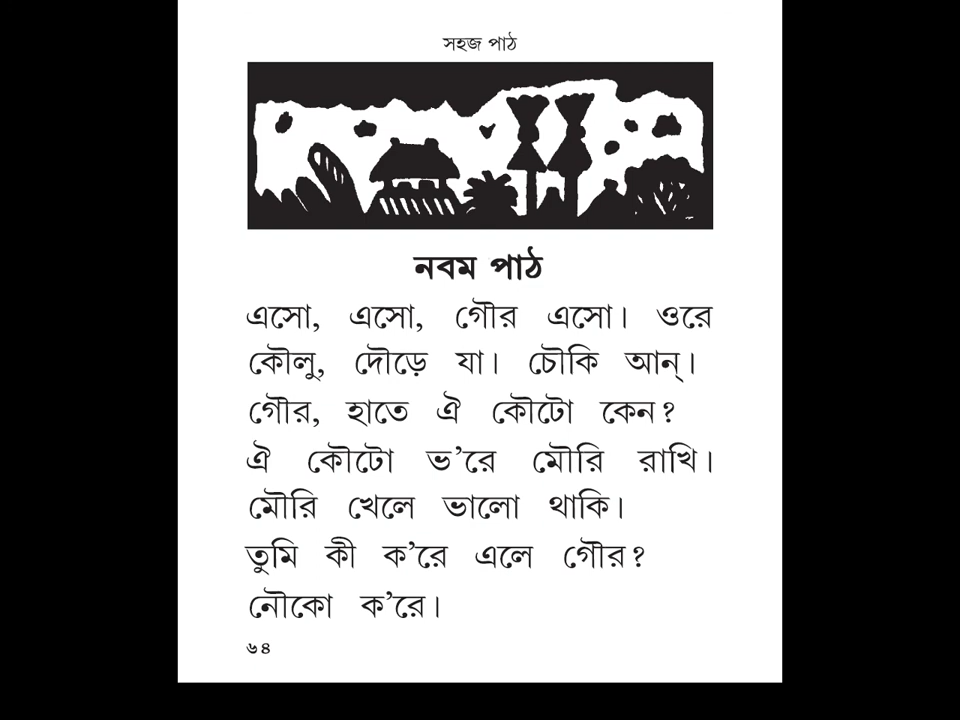 সহজ পাঠ
নবম পাঠ
এসো, এসো, গৌর এসো। ওরে
কৌলু, দৌড়ে যা। চৌকি আন্।
গৌর, হাতে ঐ কৌটো কেন?
ঐ কৌটো ভ'রে মৌরি রাখি।
মৌরি খেলে ভালো থাকি।
তুমি কী ক'রে এলে গৌর?
নৌকো ক'রে।
৬৪